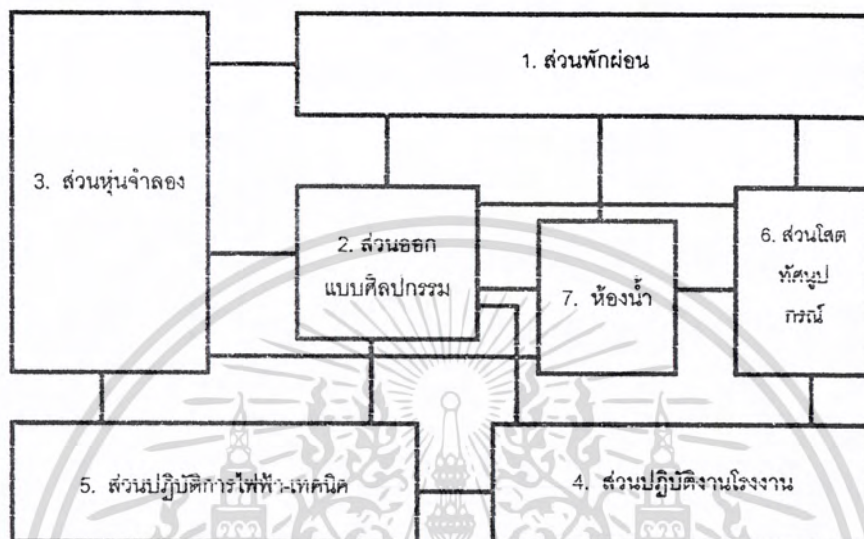 1. ส่วนพักผ่อน
3. ส่วนหุ่นจำลอง
2. ส่วนออก
แบบศิลปกรรม
7. ห้องน้ำ
6. ส่วนโสต
ทัศนูป
กรณ์
5. ส่วนปฏิบัติการไฟฟ้า-เทคนิค
4. ส่วนปฏิบัติงานโรงงาน